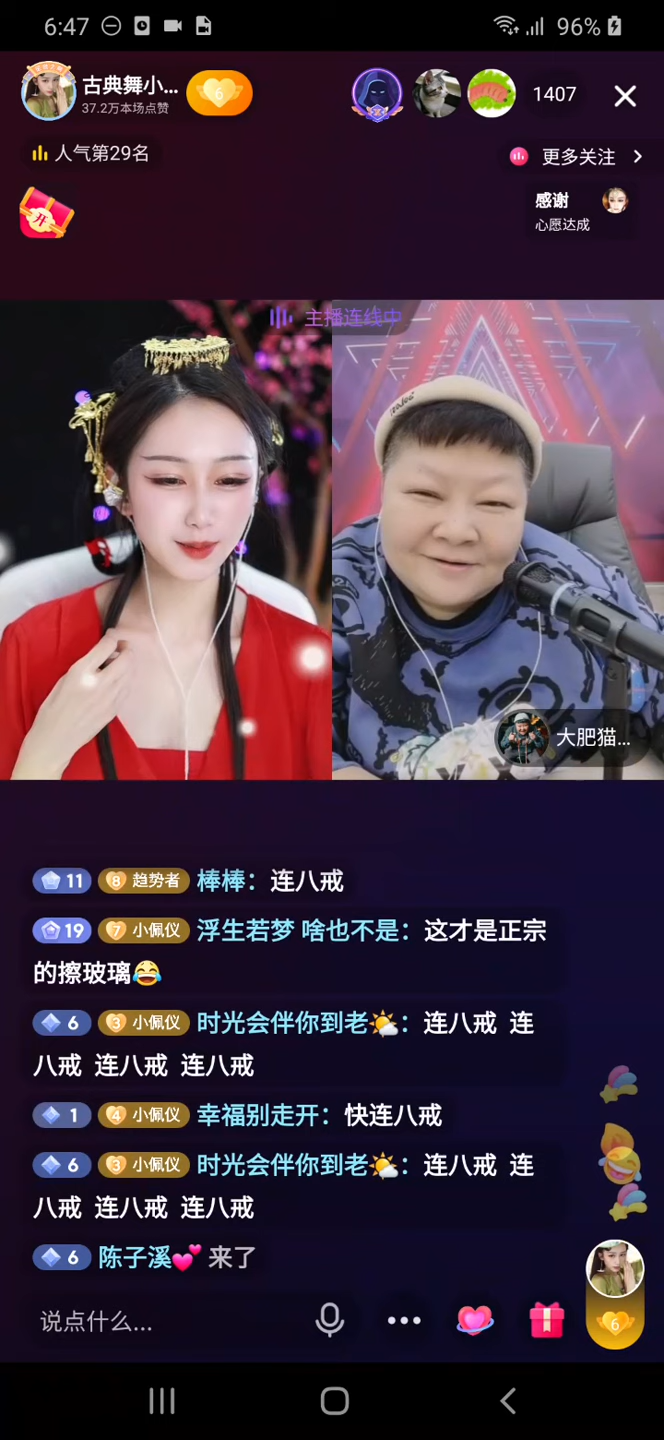 6:47
96%
古典舞小...
37.2万本场点赞
6
1407
人气第29名
更多关注
开
感谢
心愿达成
主播连线中
大肥猫...
11 8 趋势者 棒棒：连八戒
19 7 小佩仪 浮生若梦 啥也不是：这才是正宗
的擦玻璃😂
6 3 小佩仪 时光会伴你到老🌤：连八戒 连
八戒 连八戒 连八戒
1 4 小佩仪 幸福别走开：快连八戒
6 3 小佩仪 时光会伴你到老🌤：连八戒 连
八戒 连八戒 连八戒
6 陈子溪💕 来了
说点什么...
6